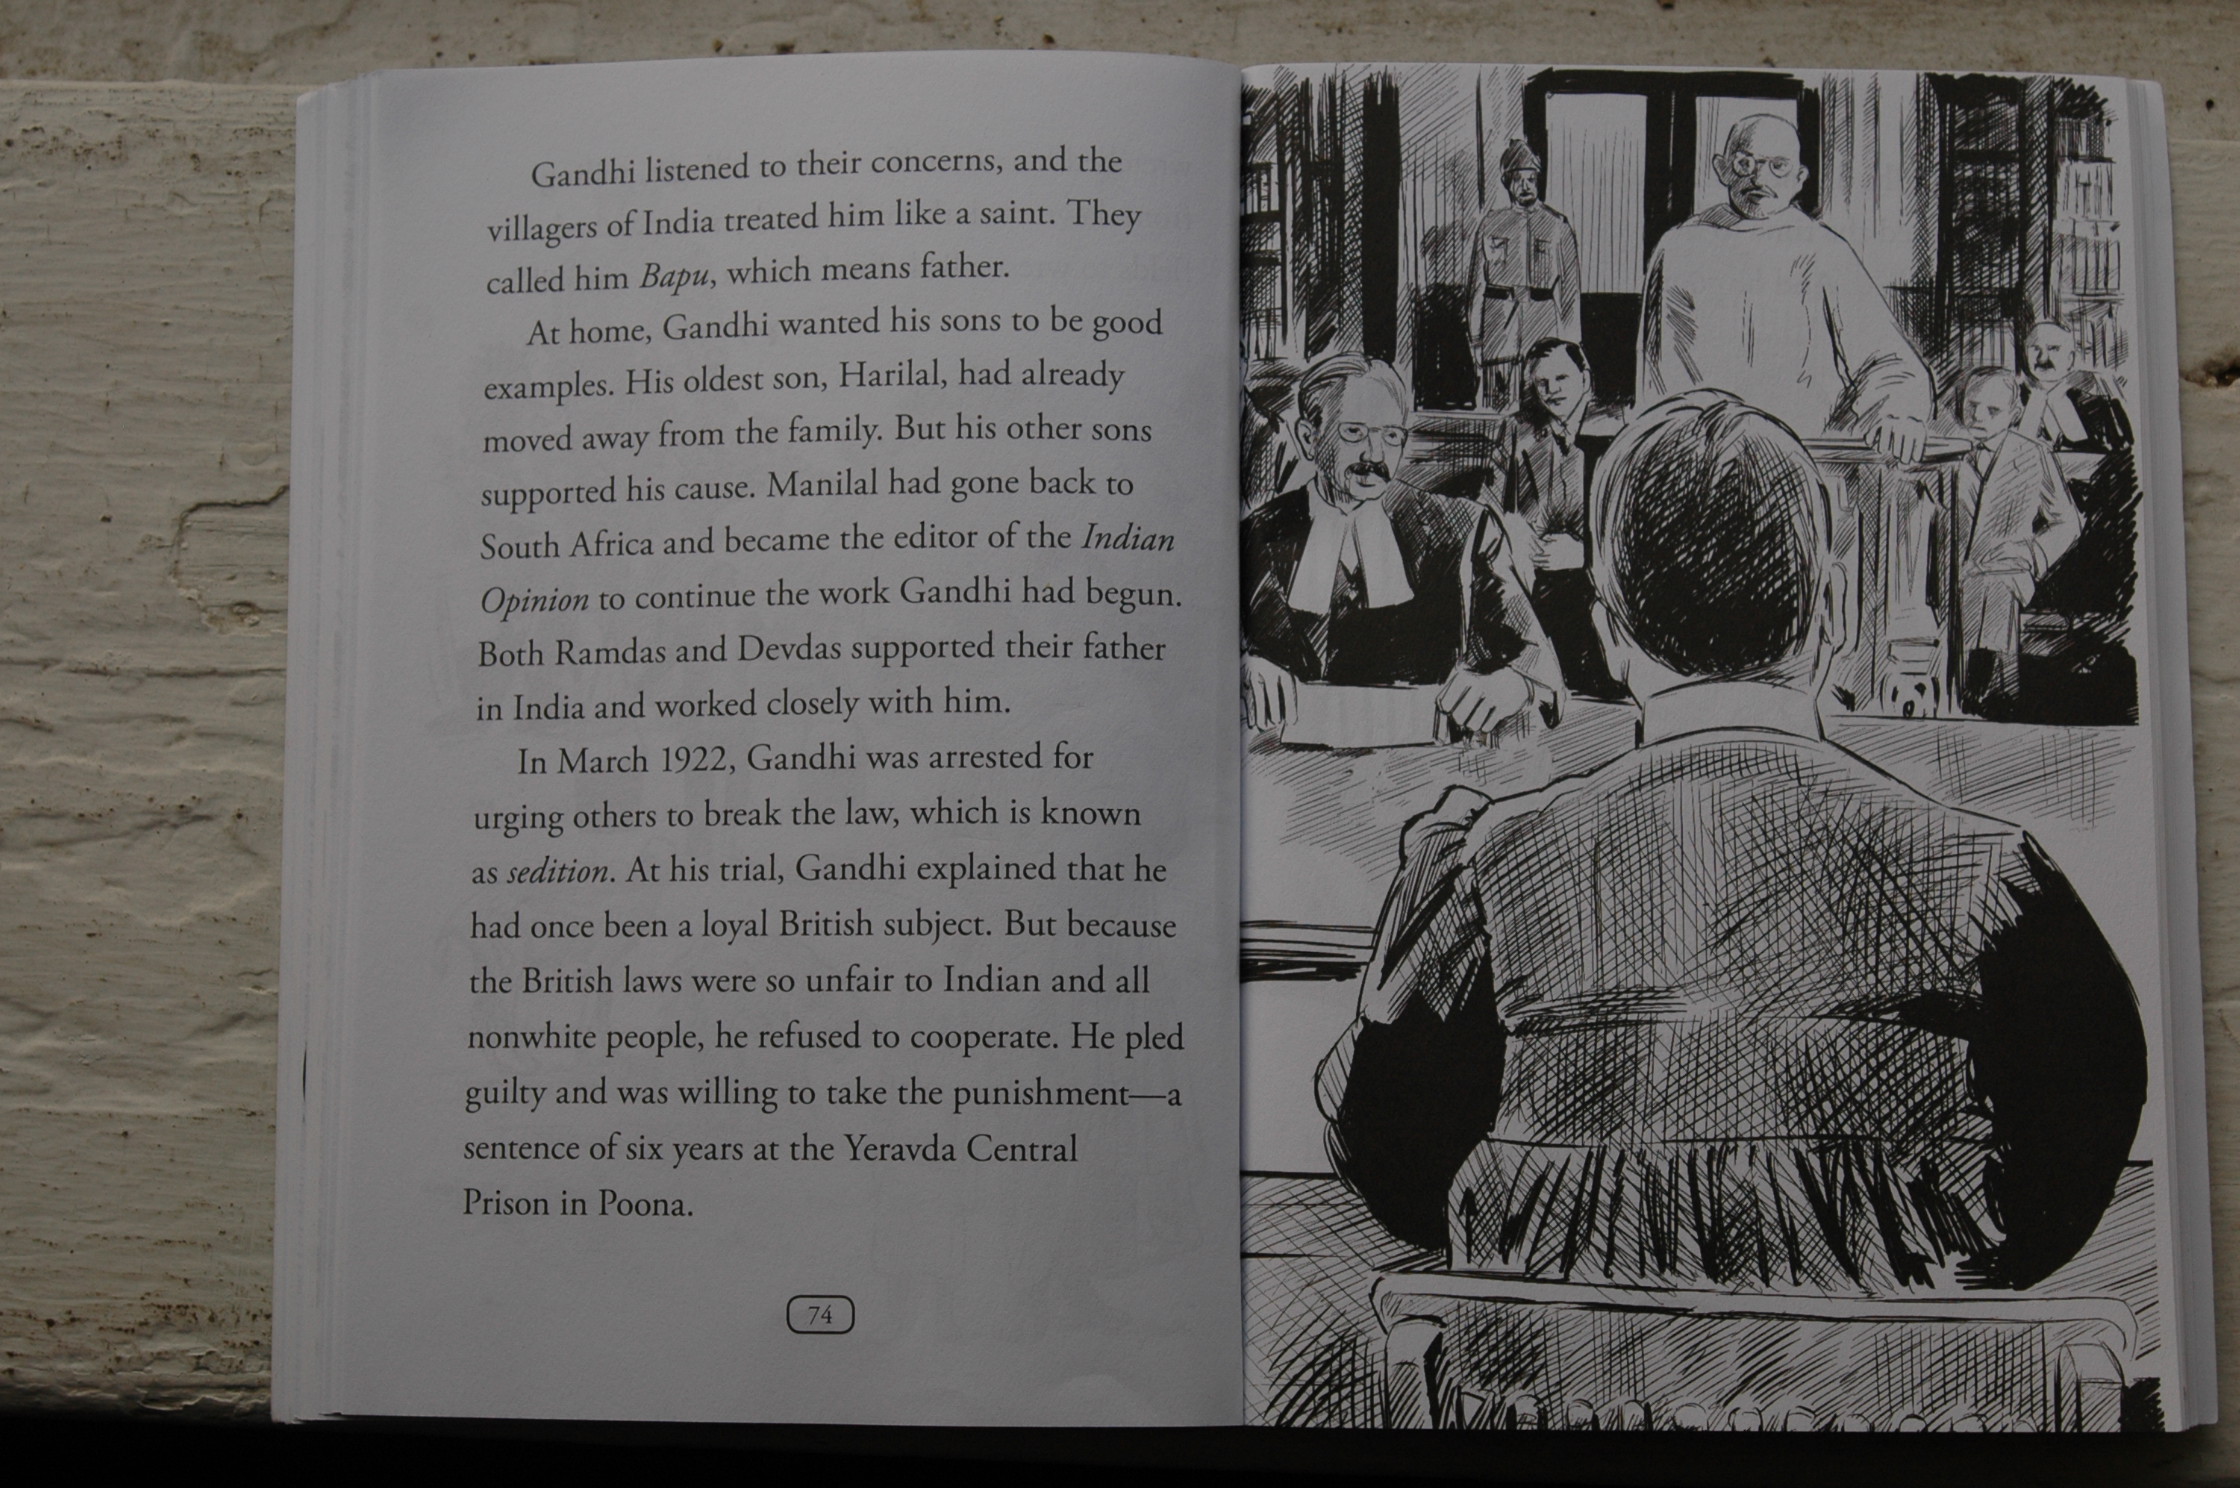 Gandhi listened to their concerns, and the
villagers of India treated him like a saint. They
called him Bapu, which means father.
At home, Gandhi wanted his sons to be good
examples. His oldest son, Harilal, had already
moved away from the family. But his other sons
supported his cause. Manilal had gone back to
South Africa and became the editor of the Indian
Opinion to continue the work Gandhi had begun.
Both Ramdas and Devdas supported their father
in India and worked closely with him.
In March 1922, Gandhi was arrested for
urging others to break the law, which is known
as sedition. At his trial, Gandhi explained that he
had once been a loyal British subject. But because
the British laws were so unfair to Indian and all
nonwhite people, he refused to cooperate. He pled
guilty and was willing to take the punishment—a
sentence of six years at the Yeravda Central
Prison in Poona.
74